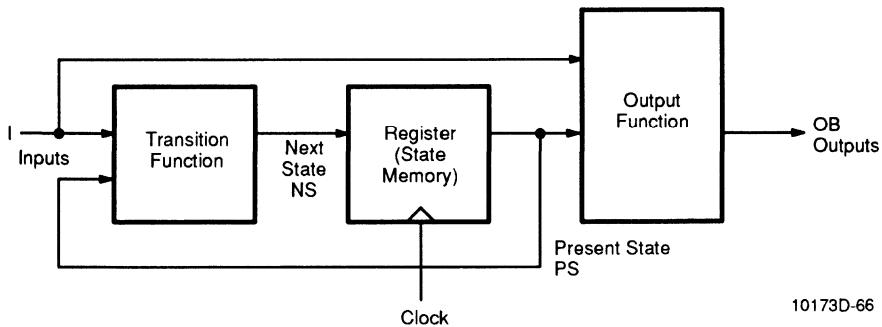 I
Inputs
Transition
Function
Next
State
NS
Register
(State
Memory)
Output
Function
OB
Outputs
Present State
PS
Clock
10173D-66